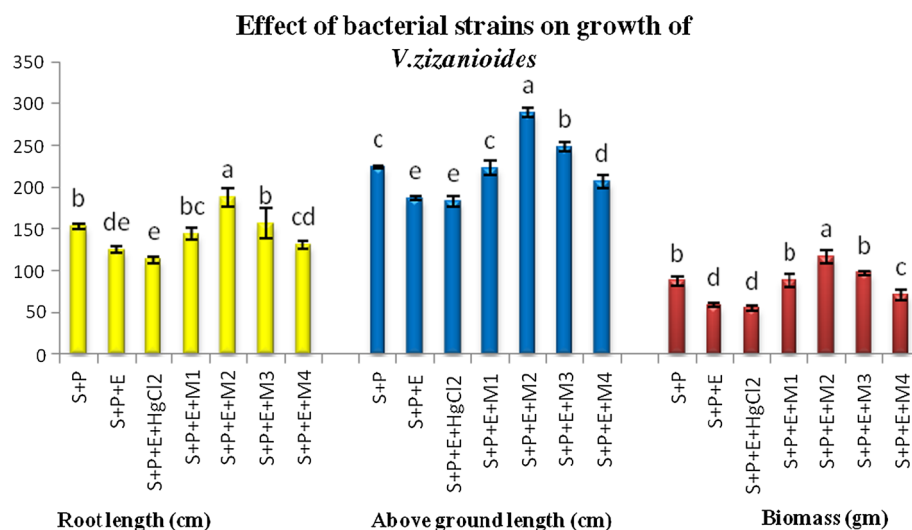 Effect of bacterial strains on growth of
V.zizanioides
350
300
250
200
150
100
50
0
b
de
e
bc
a
b
cd
c
e
e
c
a
b
d
b
d
d
b
a
b
c
S+P
S+P+E
S+P+E+HgCl2
S+P+E+M1
S+P+E+M2
S+P+E+M3
S+P+E+M4
S+P
S+P+E
S+P+E+HgCl2
S+P+E+M1
S+P+E+M2
S+P+E+M3
S+P+E+M4
S+P
S+P+E
S+P+E+HgCl2
S+P+E+M1
S+P+E+M2
S+P+E+M3
S+P+E+M4
Root length (cm)
Above ground length (cm)
Biomass (gm)